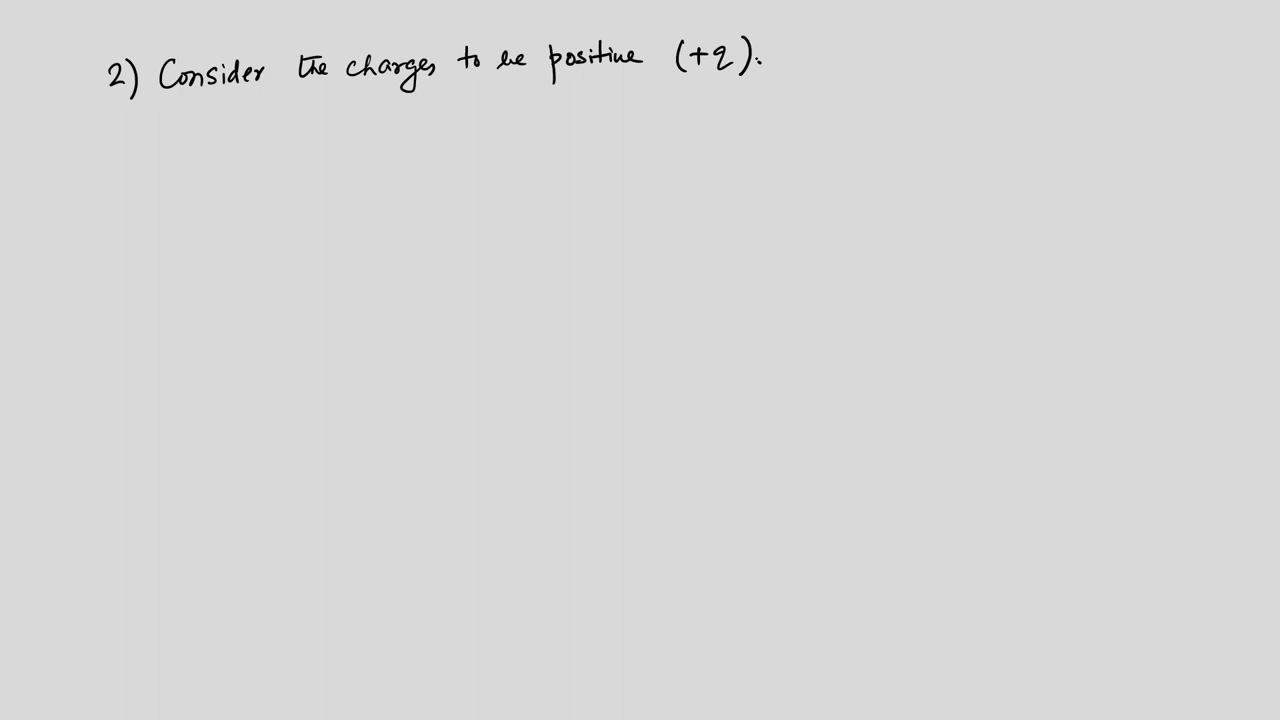 2) Consider the charges to be positive (+q).